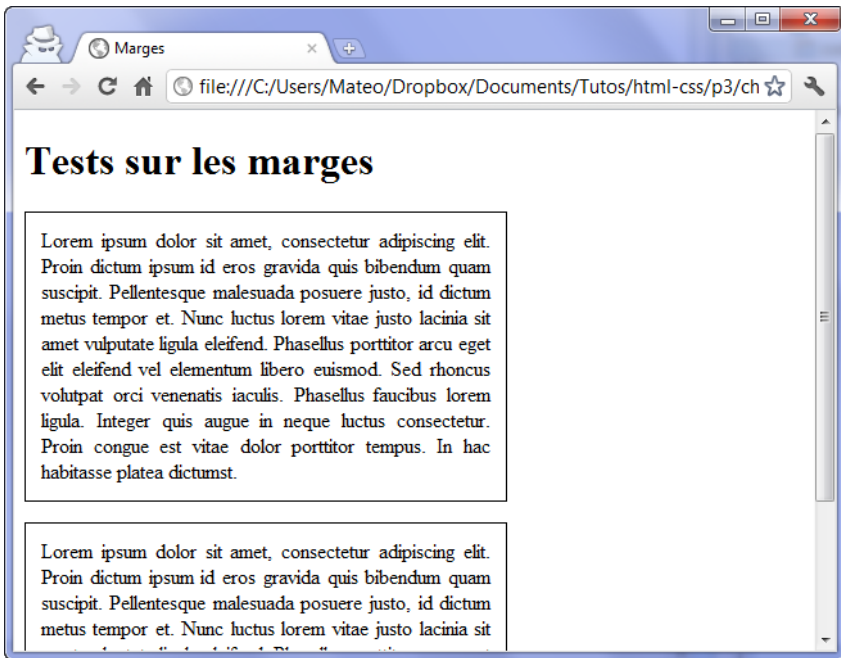 Marges
file:///C:/Users/Mateo/Dropbox/Documents/Tutos/html-css/p3/ch
Tests sur les marges
Lorem ipsum dolor sit amet, consectetur adipiscing elit.
Proin dictum ipsum id eros gravida quis bibendum quam
suscipit. Pellentesque malesuada posuere justo, id dictum
metus tempor et. Nunc luctus lorem vitae justo lacinia sit
amet vulputate ligula eleifend. Phasellus porttitor arcu eget
elit eleifend vel elementum libero euismod. Sed rhoncus
volutpat orci venenatis iaculis. Phasellus faucibus lorem
ligula. Integer quis augue in neque luctus consectetur.
Proin congue est vitae dolor porttitor tempus. In hac
habitasse platea dictumst.
Lorem ipsum dolor sit amet, consectetur adipiscing elit.
Proin dictum ipsum id eros gravida quis bibendum quam
suscipit. Pellentesque malesuada posuere justo, id dictum
metus tempor et. Nunc luctus lorem vitae justo lacinia sit